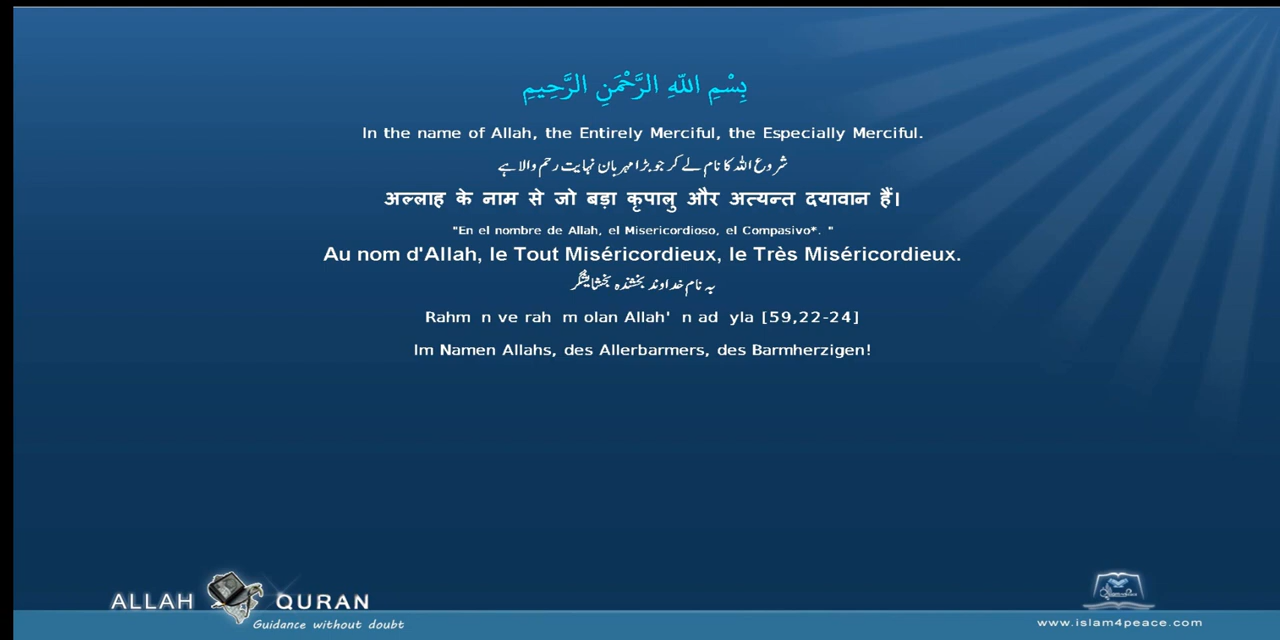 بِسْمِ اللّٰهِ الرَّحْمَنِ الرَّحِيمِ
In the name of Allah, the Entirely Merciful, the Especially Merciful.
شروع اللہ کا نام لے کر جو بڑا مہربان نہایت رحم والا ہے
अल्लाह के नाम से जो बड़ा कृपालु और अत्यन्त दयावान हैं।
"En el nombre de Allah, el Misericordioso, el Compasivo*. "
Au nom d'Allah, le Tout Miséricordieux, le Très Miséricordieux.
به نام خداوند بخشنده بخشایشگر
Rahm n ve rah m olan Allah' n ad yla [59,22-24]
Im Namen Allahs, des Allerbarmers, des Barmherzigen!
ALLAH QURAN
Guidance without doubt
www.islam4peace.com